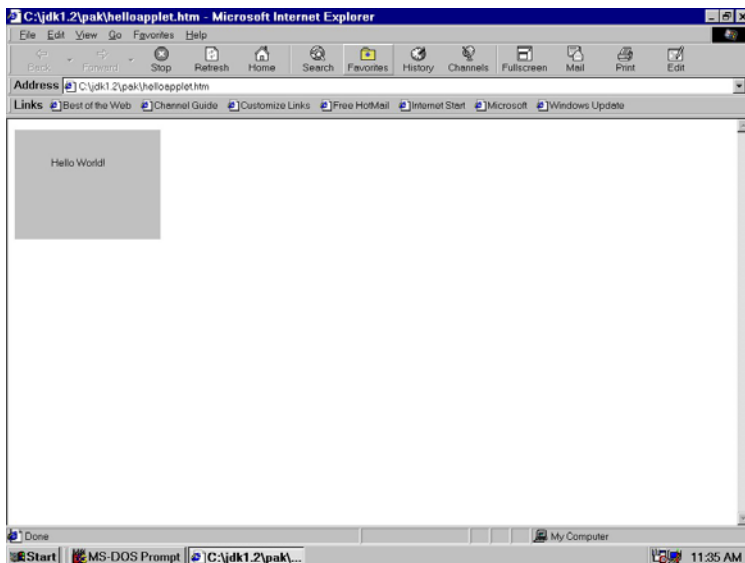 C:\jdk1.2\pak\helloapplet.htm - Microsoft Internet Explorer
File Edit View Go Favorites Help
Back Forward Stop Refresh Home Search Favorites History Channels Fullscreen Mail Print Edit
Address C:\jdk1.2\pak\helloapplet.htm
Links Best of the Web Channel Guide Customize Links Free HotMail Internet Start Microsoft Windows Update
Hello World!
Done My Computer
Start MS-DOS Prompt C:\jdk1.2\pak\... 11:35 AM